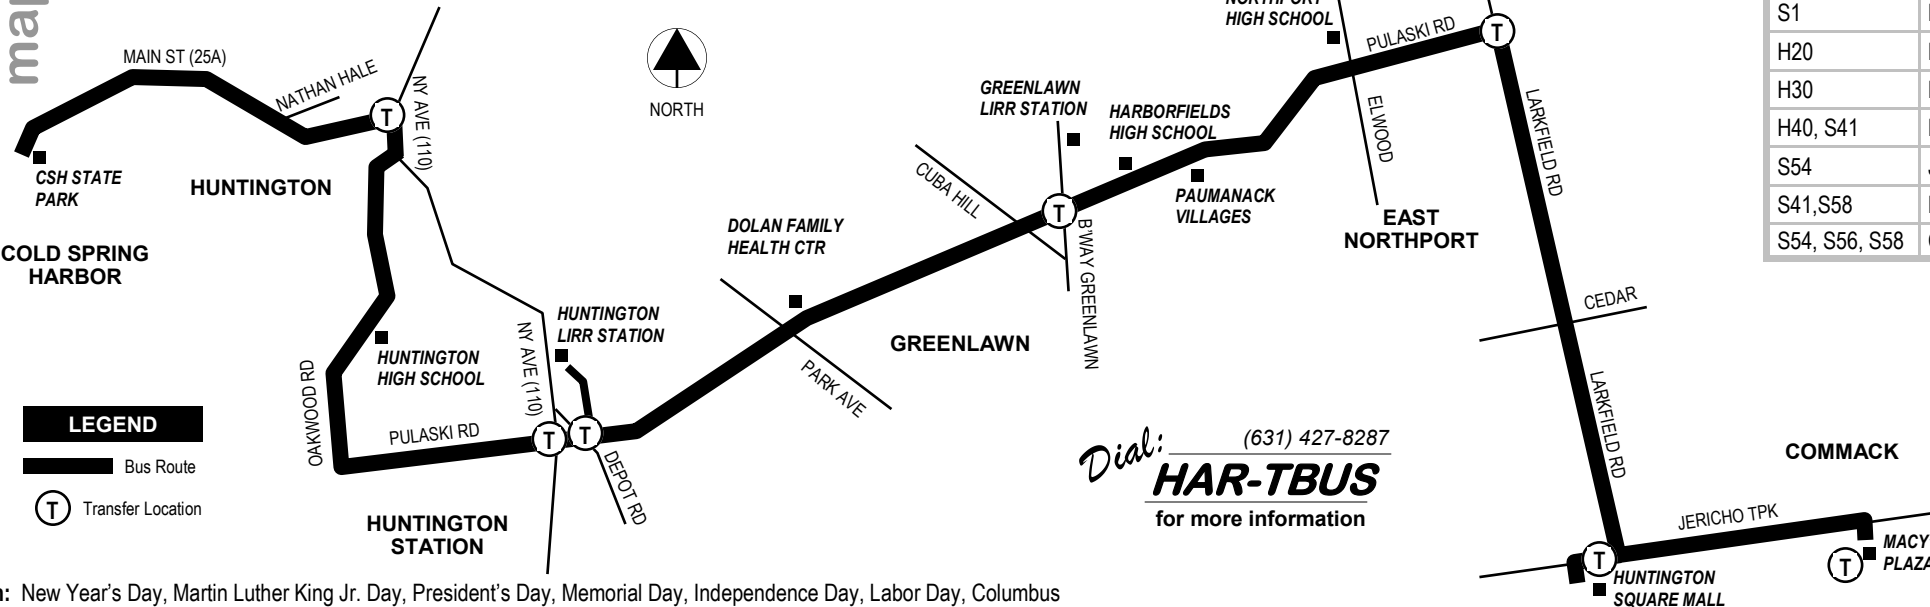 map
MAIN ST (25A)
NATHAN HALE
NY AVE (110)
CSH STATE
PARK
HUNTINGTON
COLD SPRING
HARBOR
NORTH
OAKWOOD RD
HUNTINGTON
HIGH SCHOOL
PULASKI RD
NY AVE (110)
HUNTINGTON
LIRR STATION
DEPOT RD
HUNTINGTON
STATION
DOLAN FAMILY
HEALTH CTR
PARK AVE
GREENLAWN
CUBA HILL
GREENLAWN
LIRR STATION
B'WAY GREENLAWN
HARBORFIELDS
HIGH SCHOOL
PAUMANACK
VILLAGES
NORTHPORT
HIGH SCHOOL
PULASKI RD
ELWOOD
EAST
NORTHPORT
LARKFIELD RD
CEDAR
LARKFIELD RD
COMMACK
JERICHO TPK
HUNTINGTON
SQUARE MALL
MACY
PLAZA
T
T
T
T
T
T
T
LEGEND
Bus Route
T Transfer Location
Dial: (631) 427-8287
HAR-TBUS
for more information
S1
H20
H30
H40, S41
S54
S41,S58
S54, S56, S58
New Year's Day, Martin Luther King Jr. Day, President's Day, Memorial Day, Independence Day, Labor Day, Columbus